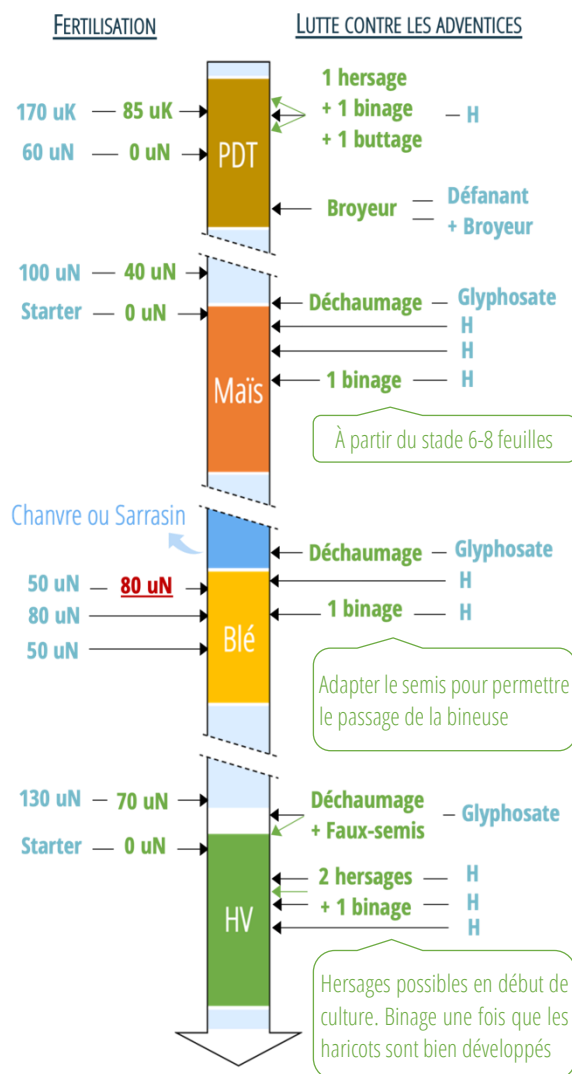 FERTILISATION
LUTTE CONTRE LES ADVENTICES
1 hersage
170 uK 85 uK + 1 binage H
+ 1 buttage
60 uN 0 uN
PDT
Broyeur Défanant
+ Broyeur
100 uN 40 uN
Déchaumage Glyphosate
Starter 0 uN
H
H
Maïs
1 binage H
À partir du stade 6-8 feuilles
Chanvre ou Sarrasin
Déchaumage Glyphosate
50 uN 80 uN H
80 uN 1 binage H
Blé
50 uN
Adapter le semis pour permettre
le passage de la bineuse
130 uN 70 uN
Déchaumage
+ Faux-semis Glyphosate
Starter 0 uN
2 hersages H
+ 1 binage H
HV
H
Hersages possibles en début de
culture. Binage une fois que les
haricots sont bien développés